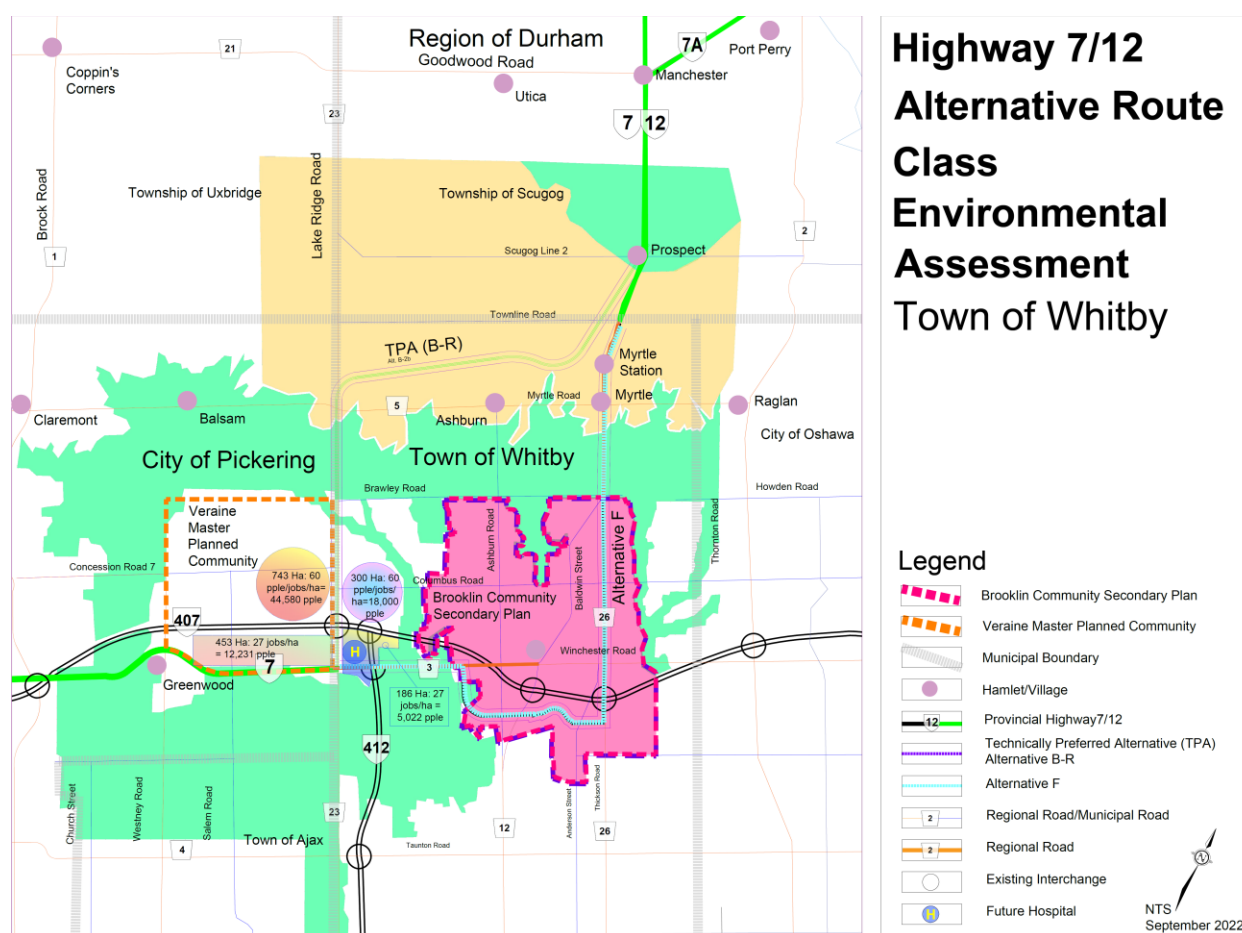 Region of Durham
Goodwood Road
7A
Port Perry
21
Coppin's
Corners
Manchester
Utica
23
7
12
Brock Road
Lake Ridge Road
Township of Uxbridge
Township of Scugog
1
2
Scugog Line 2
Prospect
Townline Road
TPA (B-R)
Alt. B-2b
Myrtle
Station
Claremont
Balsam
5
Ashburn
Myrtle Road
Myrtle
Raglan
City of Oshawa
City of Pickering
Town of Whitby
Brawley Road
Howden Road
Veraine
Master
Planned
Community
Ashburn Road
Baldwin Street
Alternative F
Thornton Road
Concession Road 7
743 Ha: 60
pple/jobs/ha=
44,580 pple
300 Ha: 60
pple/jobs/
ha=18,000
pple
Columbus Road
Brooklin Community
Secondary Plan
26
407
453 Ha: 27 jobs/ha
= 12,231 pple
H
3
Winchester Road
Greenwood
7
186 Ha: 27
jobs/ha =
5,022 pple
412
Church Street
Westney Road
Salem Road
23
12
Anderson Street
Thickson Road
26
4
Town of Ajax
Taunton Road
Highway 7/12
Alternative Route
Class
Environmental
Assessment
Town of Whitby
Legend
Brooklin Community Secondary Plan
Veraine Master Planned Community
Municipal Boundary
Hamlet/Village
12
Provincial Highway7/12
Technically Preferred Alternative (TPA)
Alternative B-R
Alternative F
2
Regional Road/Municipal Road
2
Regional Road
Existing Interchange
H
Future Hospital
N
NTS
September 2022